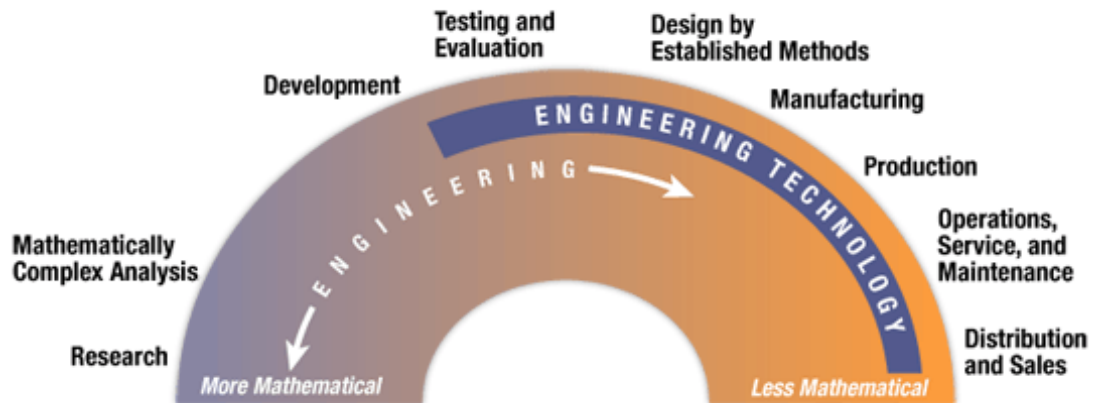 Testing and
Evaluation
Design by
Established Methods
Development
Manufacturing
ENGINEERING TECHNOLOGY
ENGINEERING
Production
Mathematically
Complex Analysis
Operations,
Service, and
Maintenance
Research
Distribution
and Sales
More Mathematical
Less Mathematical